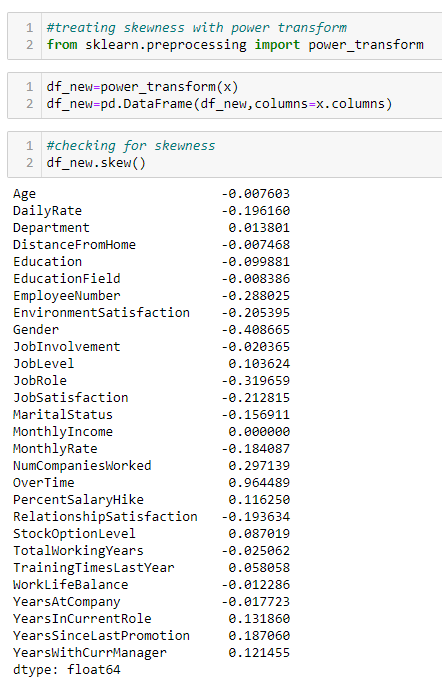 1 #treating skewness with power transform
2 from sklearn.preprocessing import power_transform
1 df_new=power_transform(x)
2 df_new=pd.DataFrame(df_new,columns=x.columns)
1 #checking for skewness
2 df_new.skew()
Age -0.007603
DailyRate -0.196160
Department 0.013801
DistanceFromHome -0.007468
Education -0.099881
EducationField -0.008386
EmployeeNumber -0.288025
EnvironmentSatisfaction -0.205395
Gender -0.408665
JobInvolvement -0.020365
JobLevel 0.103624
JobRole -0.319659
JobSatisfaction -0.212815
MaritalStatus -0.156911
MonthlyIncome 0.000000
MonthlyRate -0.184087
NumCompaniesWorked 0.297139
OverTime 0.964489
PercentSalaryHike 0.116250
RelationshipSatisfaction -0.193634
StockOptionLevel 0.087019
TotalWorkingYears -0.025062
TrainingTimesLastYear 0.058058
WorkLifeBalance -0.012286
YearsAtCompany -0.017723
YearsInCurrentRole 0.131860
YearsSinceLastPromotion 0.187060
YearsWithCurrManager 0.121455
dtype: float64